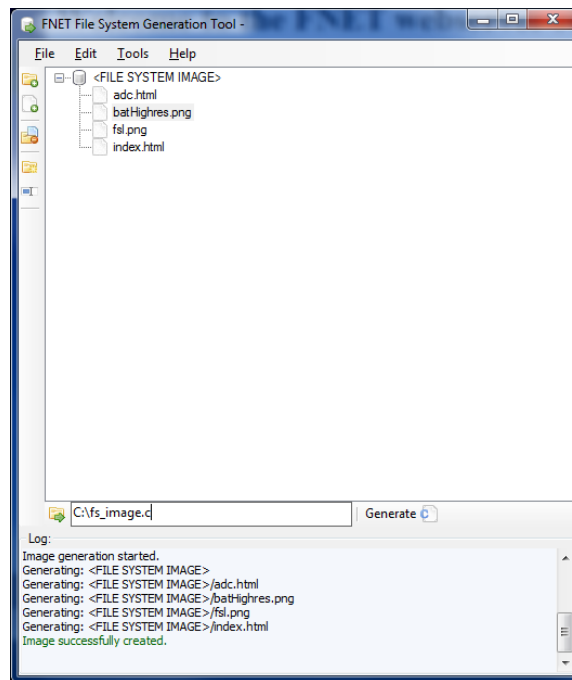 FNET File System Generation Tool -
File Edit Tools Help
<FILE SYSTEM IMAGE>
adc.html
batHighres.png
fsl.png
index.html
C:\fs_image.c
Generate
Log:
Image generation started.
Generating: <FILE SYSTEM IMAGE>
Generating: <FILE SYSTEM IMAGE>/adc.html
Generating: <FILE SYSTEM IMAGE>/batHighres.png
Generating: <FILE SYSTEM IMAGE>/fsl.png
Generating: <FILE SYSTEM IMAGE>/index.html
Image successfully created.